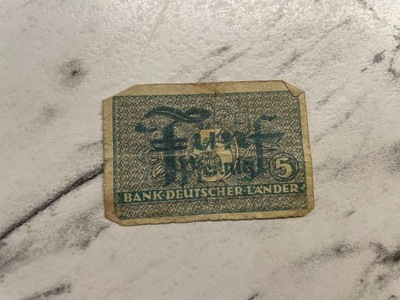 Fünf
Pfennig
5
BANK DEUTSCHER LÄNDER